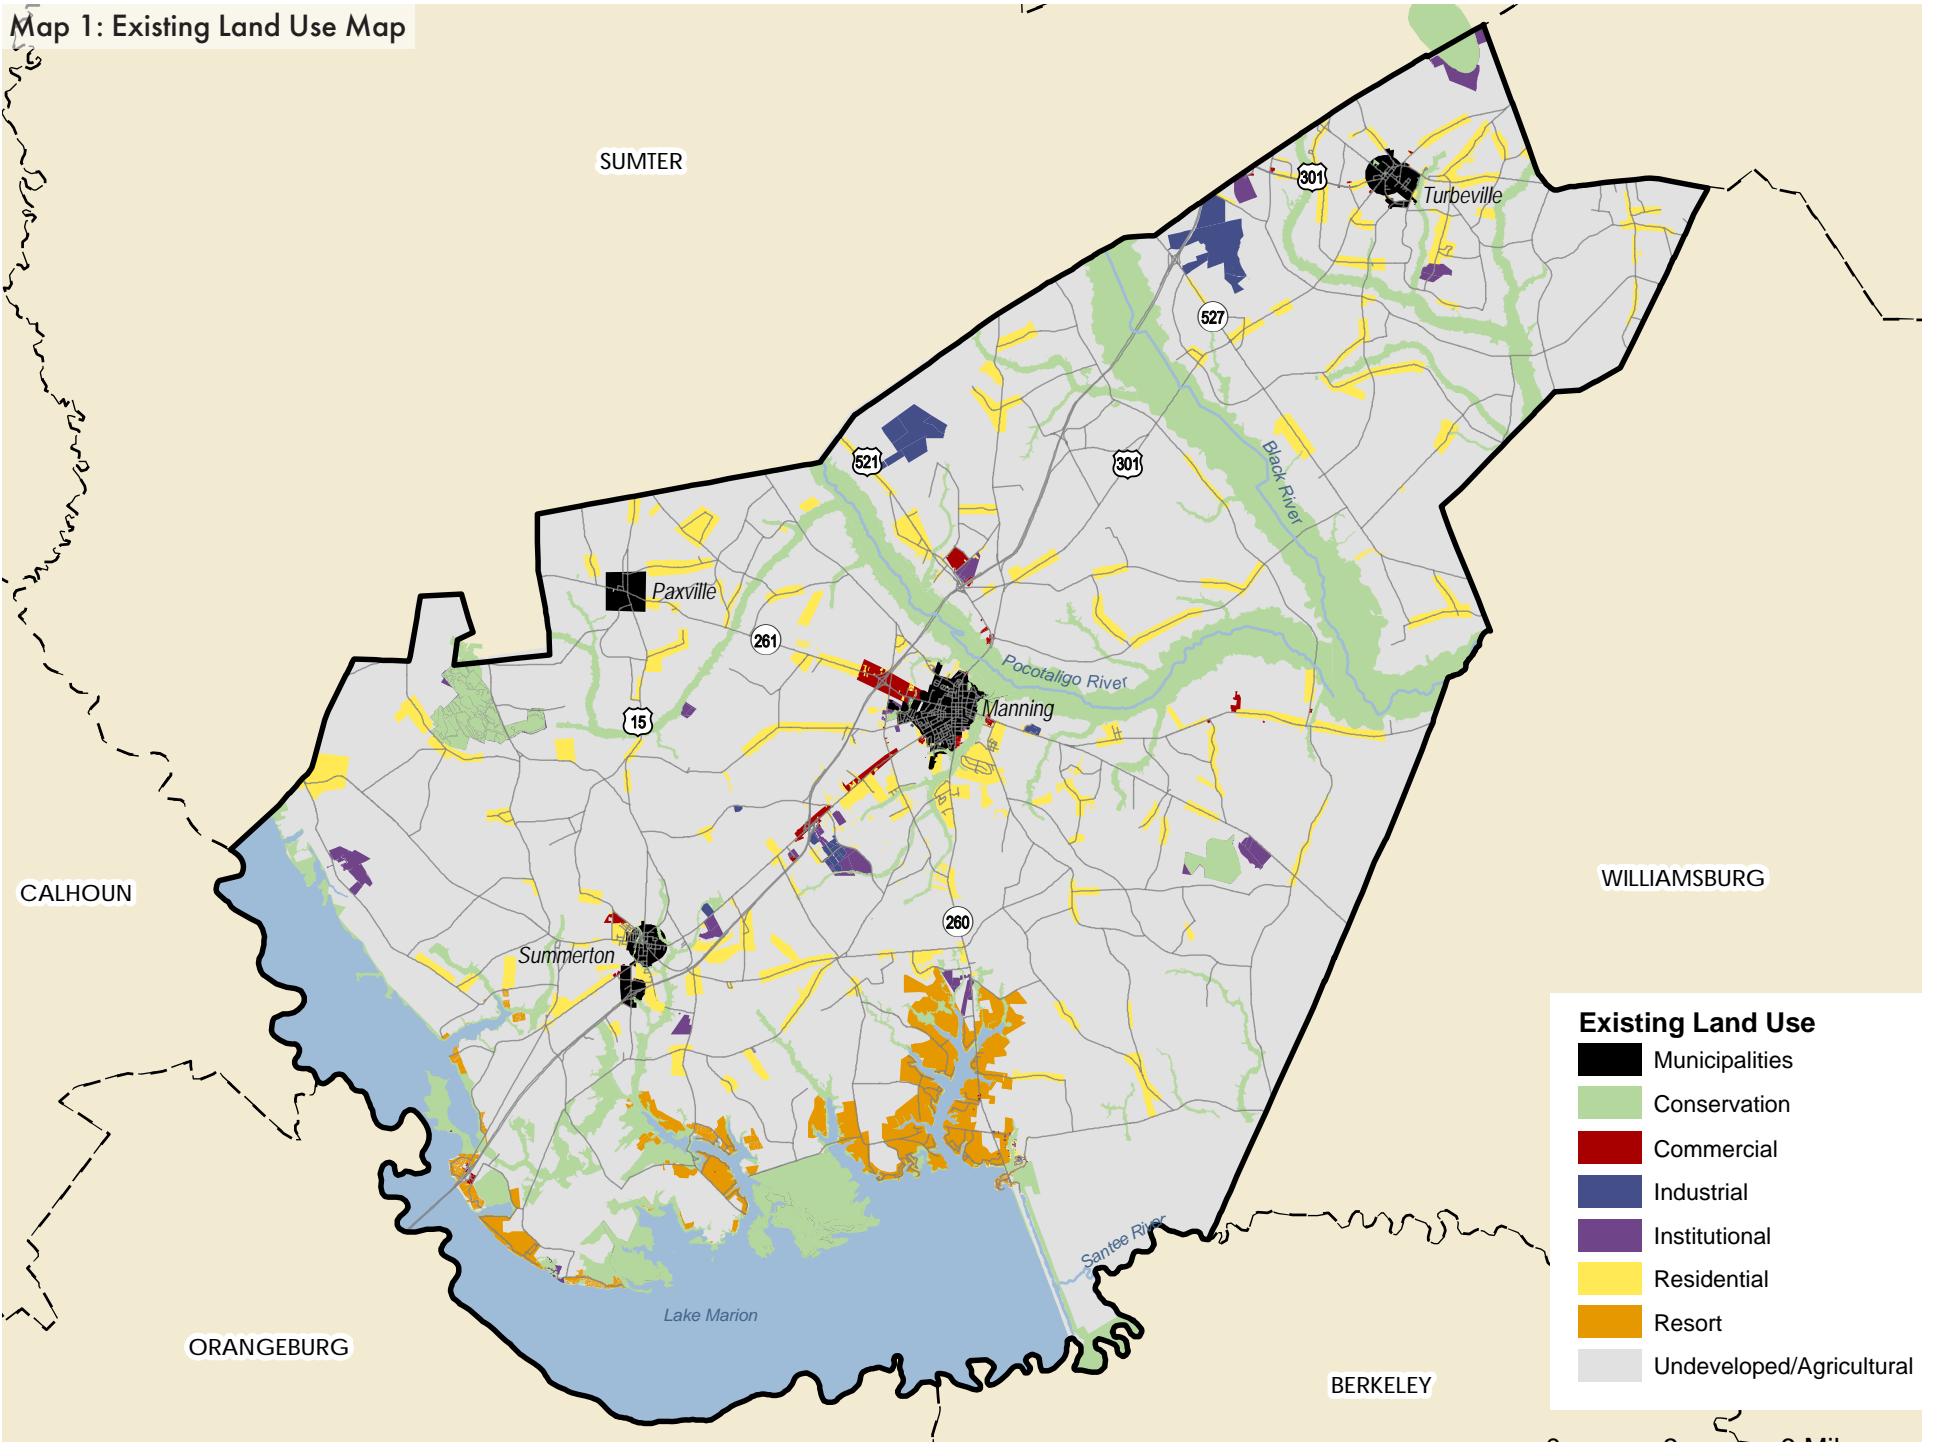 Map 1: Existing Land Use Map
SUMTER
301
Turbeville
527
521
301
Black River
Paxville
261
Pocotaligo River
Manning
15
CALHOUN
WILLIAMSBURG
260
Summerton
Existing Land Use
Municipalities
Conservation
Commercial
Industrial
Institutional
Residential
Resort
Undeveloped/Agricultural
Santee River
Lake Marion
ORANGEBURG
BERKELEY